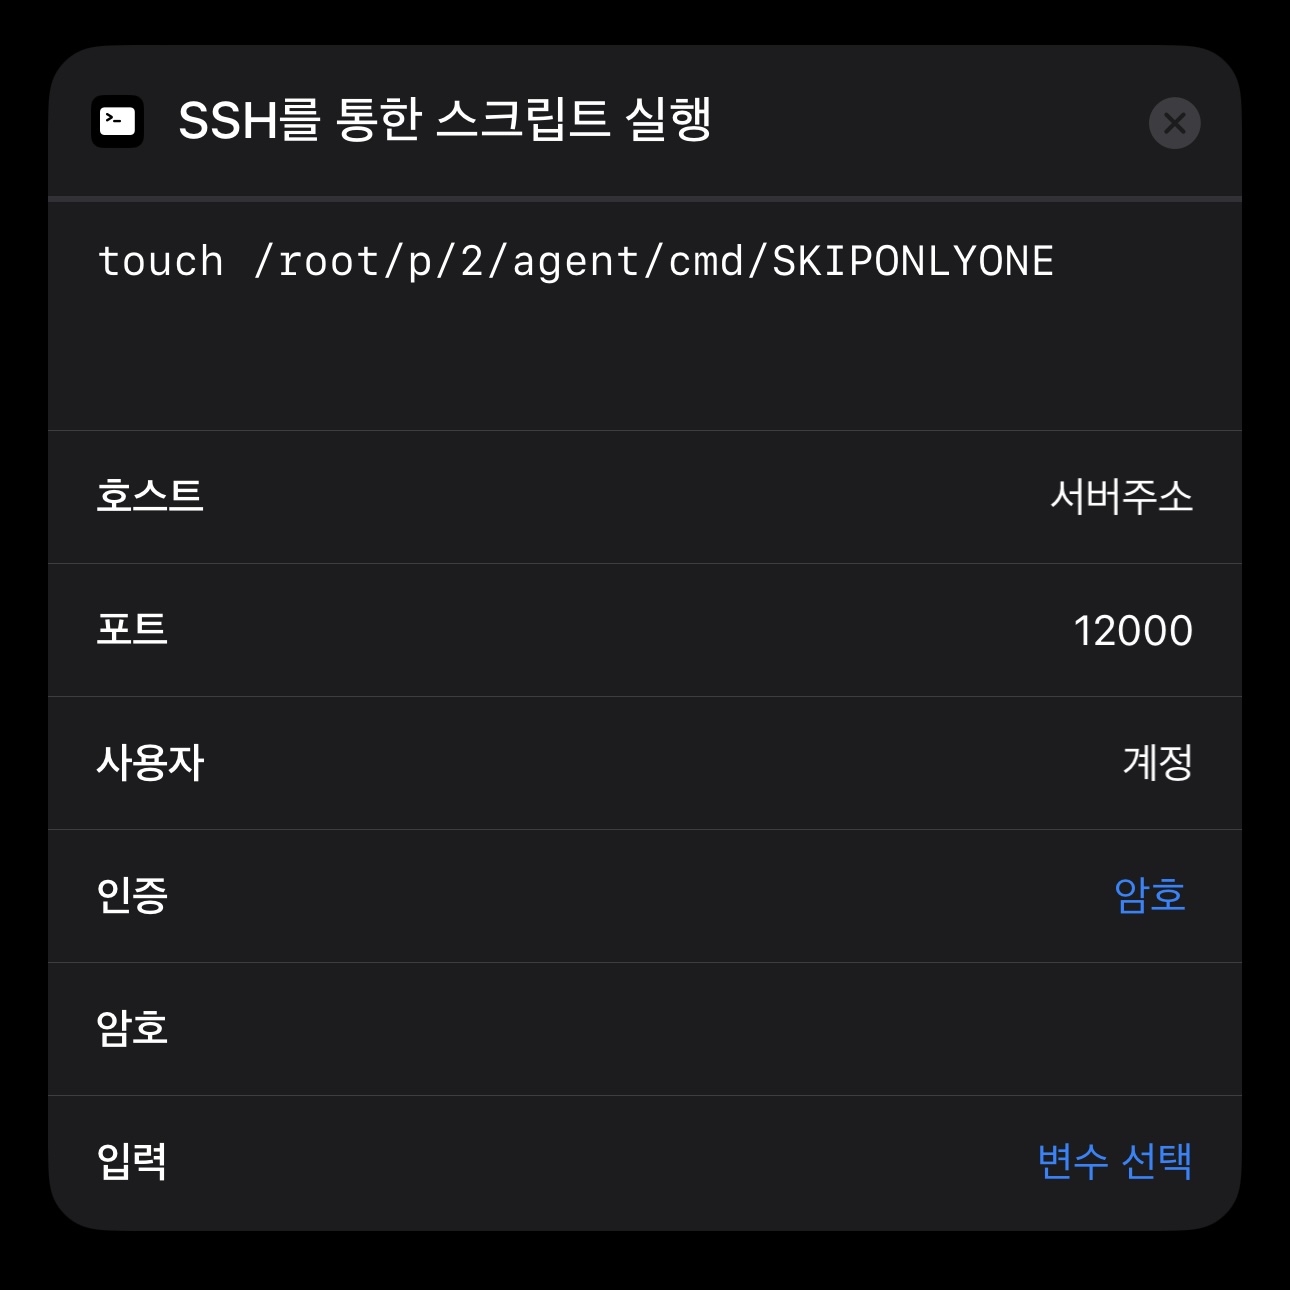 SSH를 통한 스크립트 실행
touch /root/p/2/agent/cmd/SKIPONLYONE
호스트 서버주소
포트 12000
사용자 계정
인증 암호
암호
입력 변수 선택